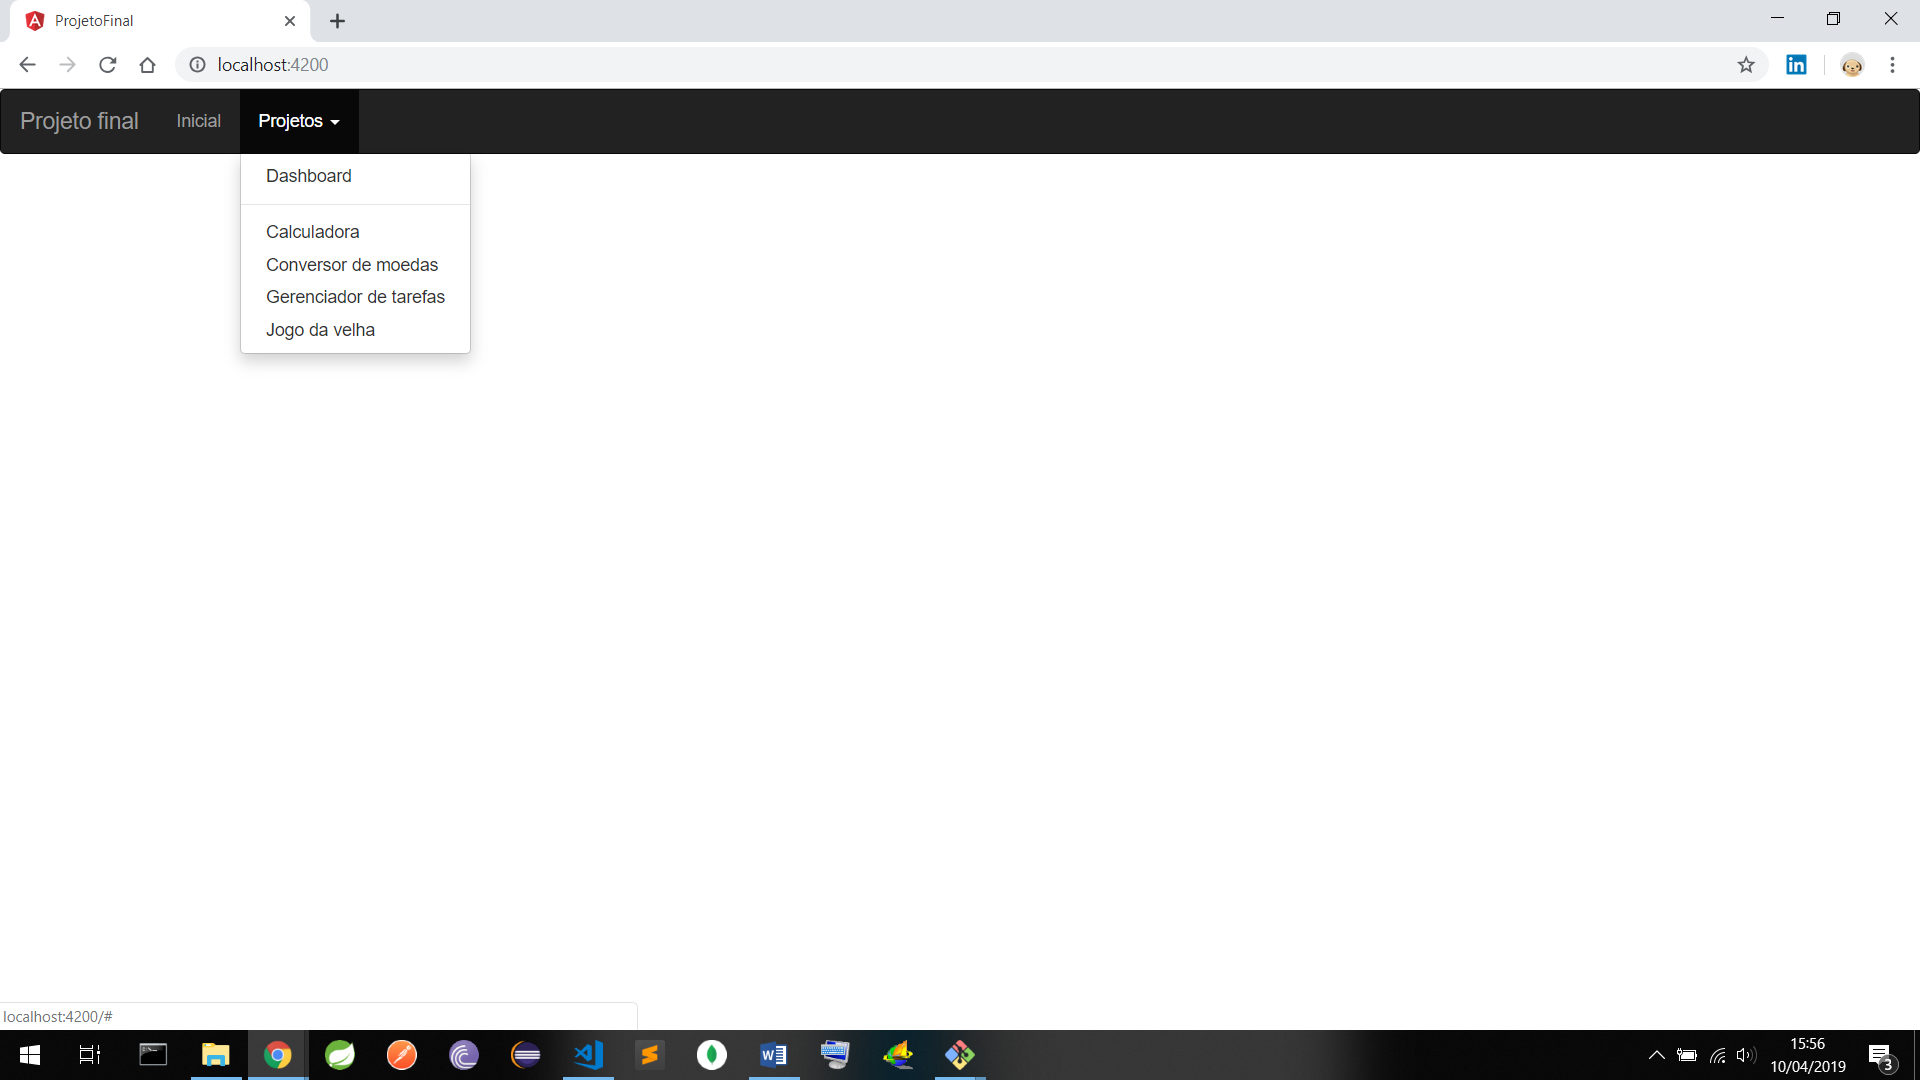 ProjetoFinal
localhost:4200
Projeto final
Inicial
Projetos
Dashboard
Calculadora
Conversor de moedas
Gerenciador de tarefas
Jogo da velha
localhost:4200/#
15:56
10/04/2019
3